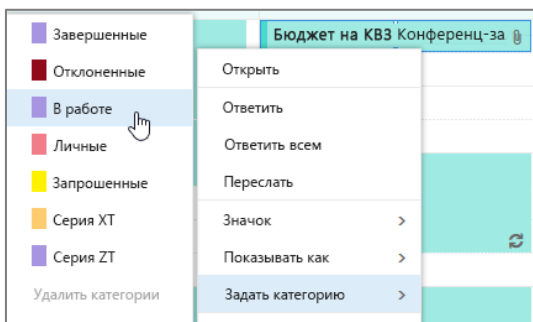 Бюджет на КВ3 Конференц-за
Завершенные
Отклоненные
В работе
Личные
Запрошенные
Серия XT
Серия ZT
Удалить категории
Открыть
Ответить
Ответить всем
Переслать
Значок
Показывать как
Задать категорию